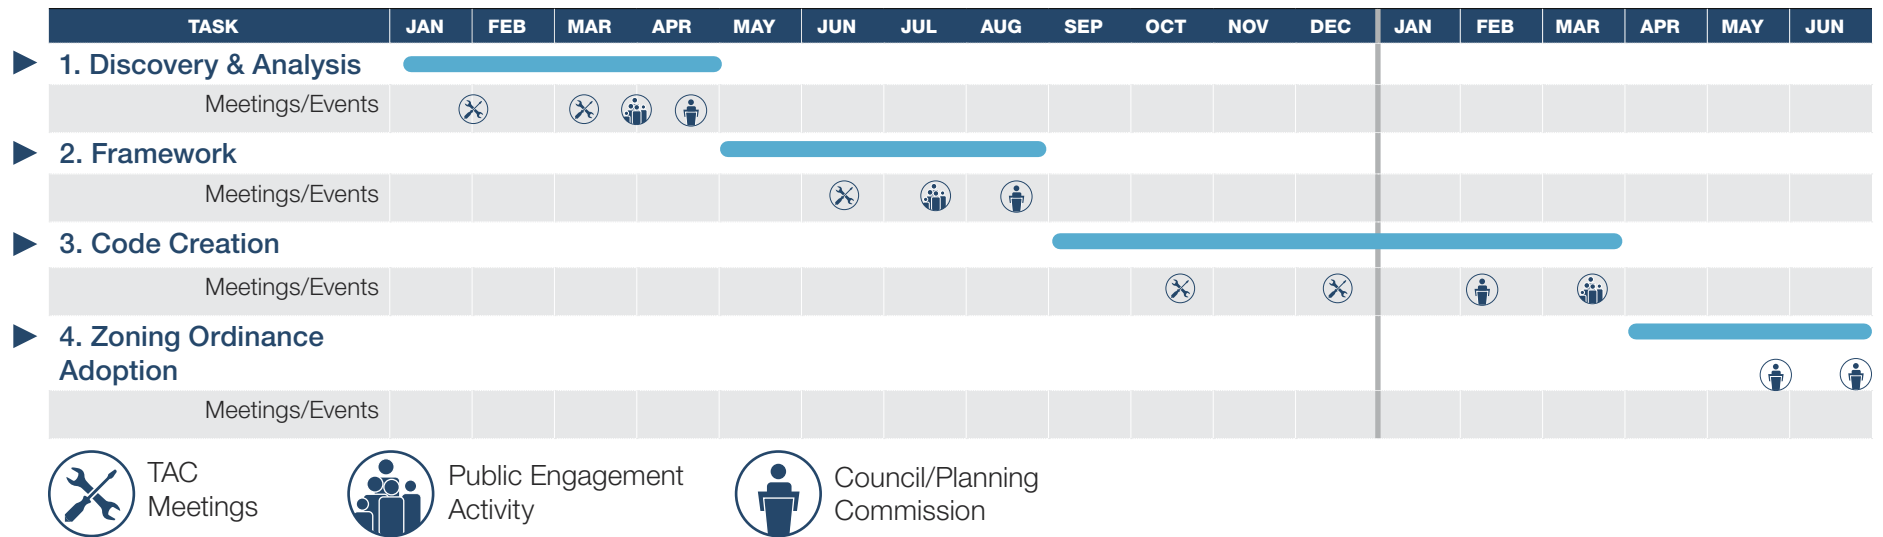 TASK JAN FEB MAR APR MAY JUN JUL AUG SEP OCT NOV DEC JAN FEB MAR APR MAY JUN
1. Discovery & Analysis
Meetings/Events
2. Framework
Meetings/Events
3. Code Creation
Meetings/Events
4. Zoning Ordinance
Adoption
Meetings/Events
TAC
Meetings
Public Engagement
Activity
Council/Planning
Commission